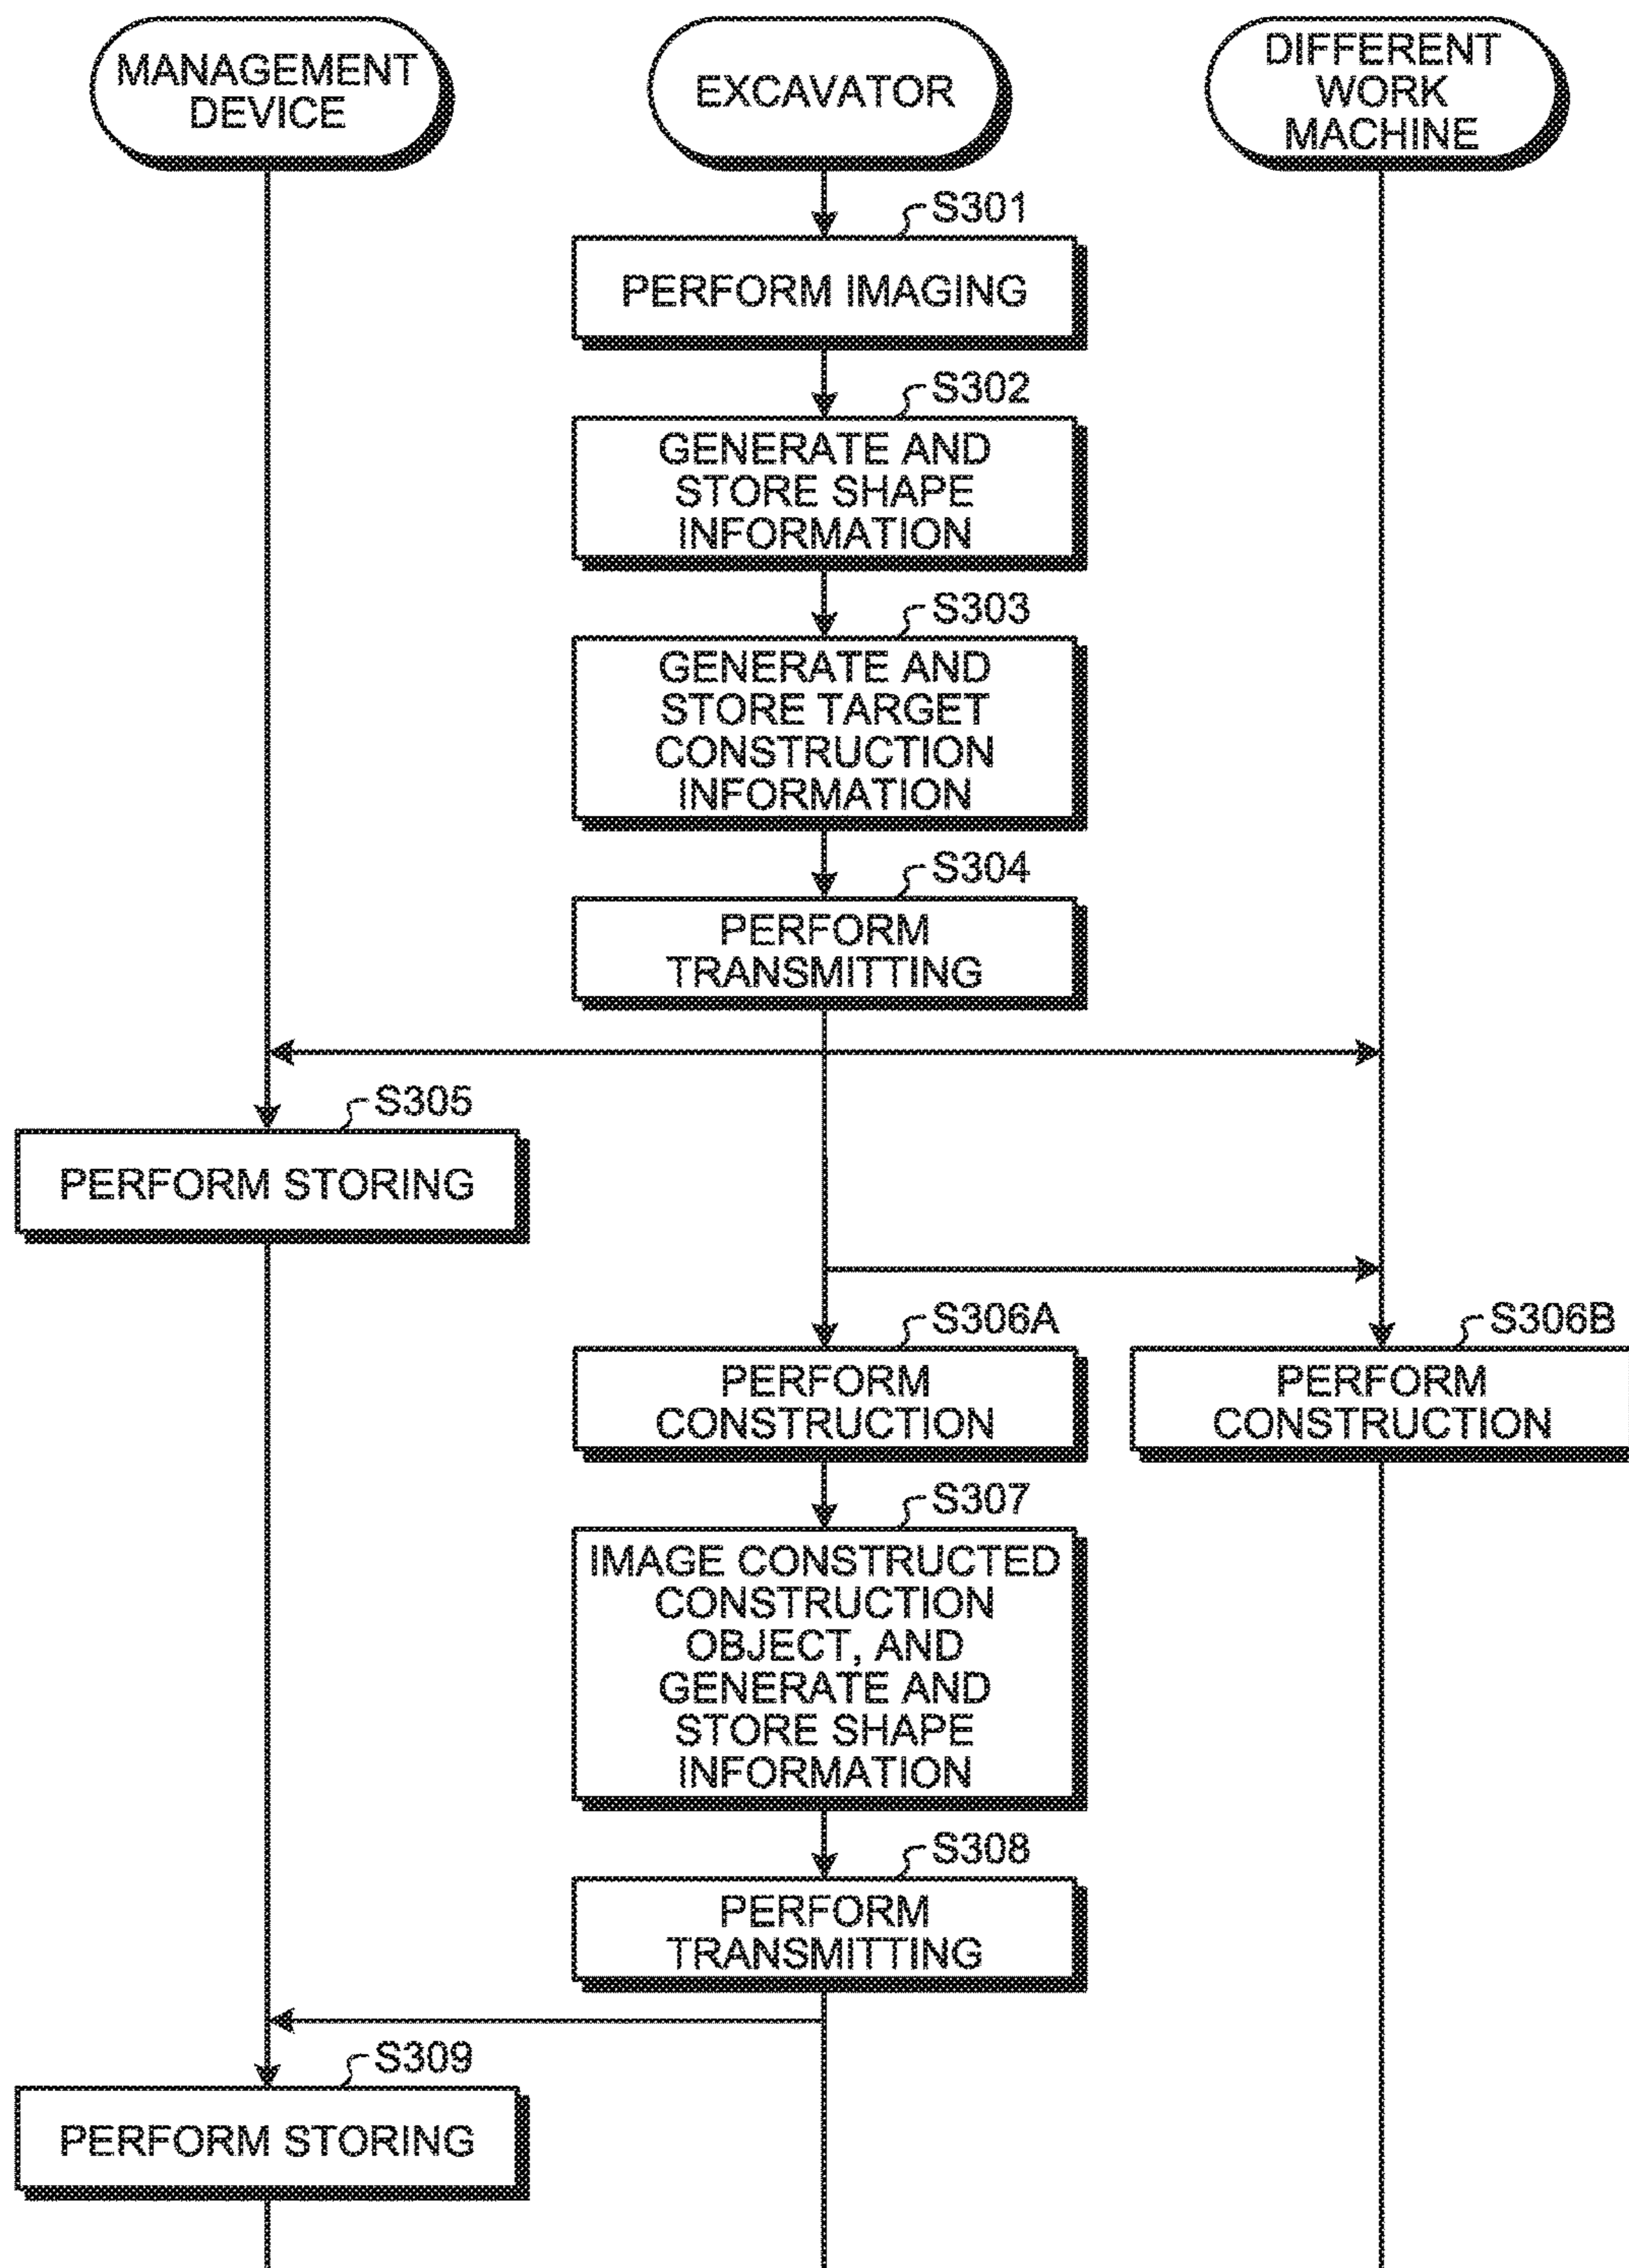 MANAGEMENT
DEVICE
EXCAVATOR
DIFFERENT
WORK
MACHINE
S301
PERFORM IMAGING
S302
GENERATE AND
STORE SHAPE
INFORMATION
S303
GENERATE AND
STORE TARGET
CONSTRUCTION
INFORMATION
S304
PERFORM
TRANSMITTING
S305
PERFORM STORING
S306A
PERFORM
CONSTRUCTION
S306B
PERFORM
CONSTRUCTION
S307
IMAGE CONSTRUCTED
CONSTRUCTION
OBJECT, AND
GENERATE AND
STORE SHAPE
INFORMATION
S308
PERFORM
TRANSMITTING
S309
PERFORM STORING